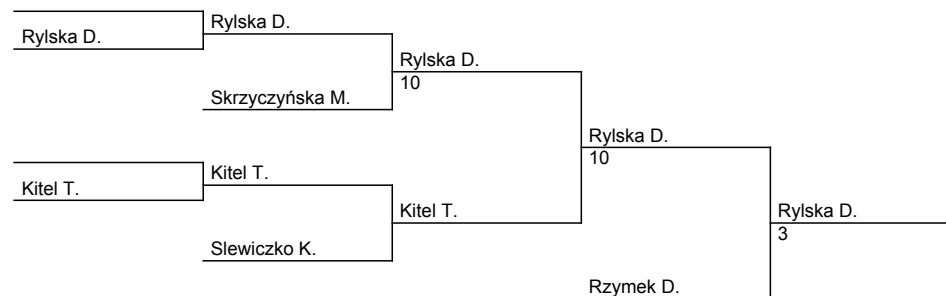 Rylska D.
Rylska D.
Rylska D.
10
Skrzyczyńska M.
Rylska D.
10
Kitel T.
Kitel T.
Kitel T.
Rylska D.
3
Slewiczko K.
Rzymek D.